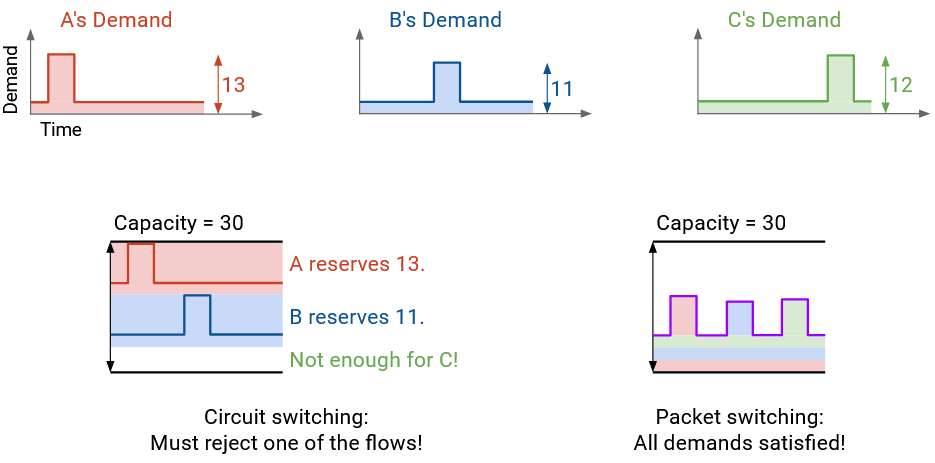 A's Demand
B's Demand
C's Demand
Demand
13
11
12
Time
Capacity = 30
Capacity = 30
A reserves 13.
B reserves 11.
Not enough for C!
Circuit switching:
Must reject one of the flows!
Packet switching:
All demands satisfied!